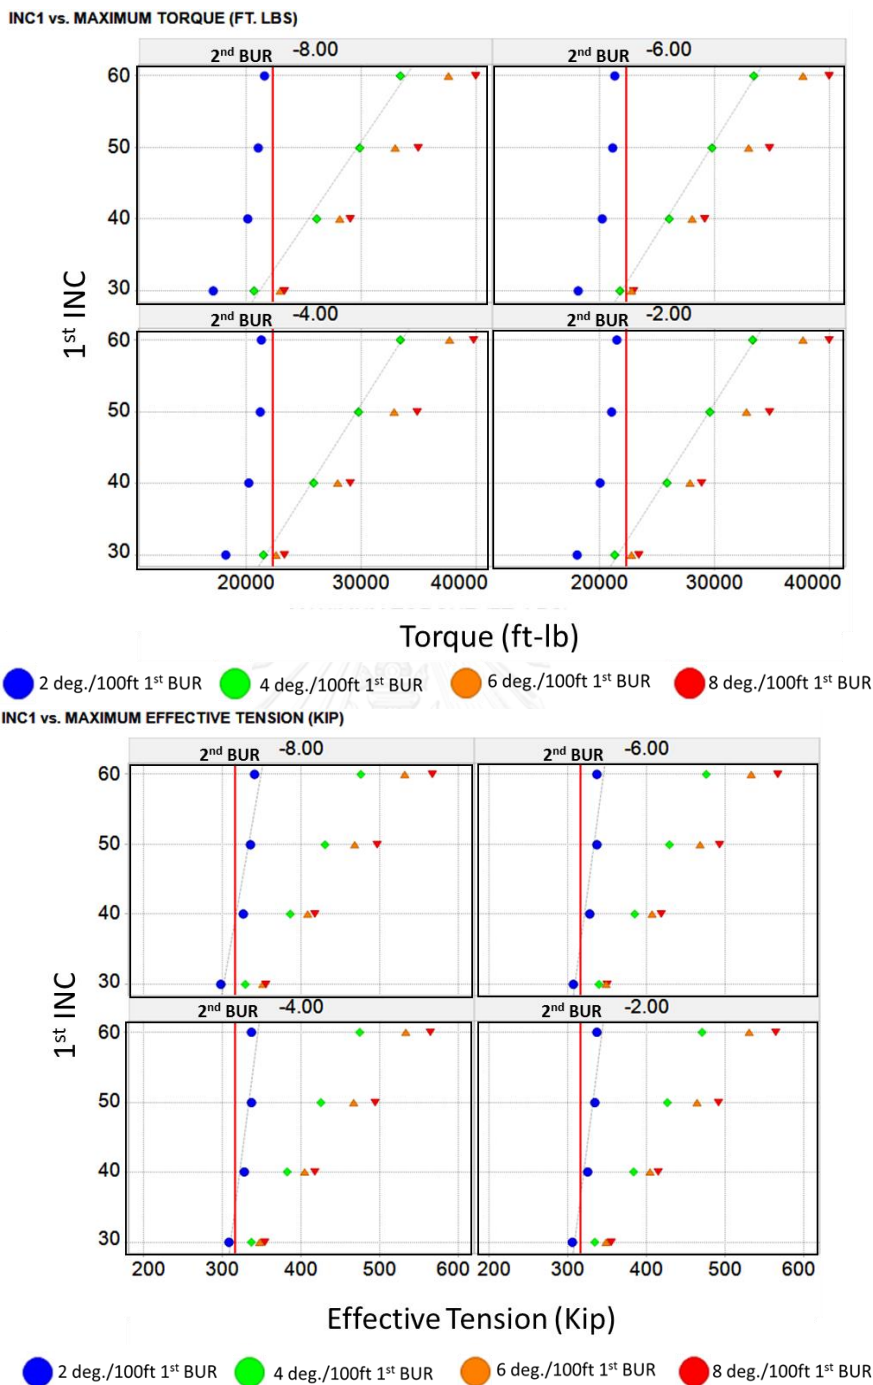 INC1 vs. MAXIMUM TORQUE (FT. LBS)
2nd BUR -8.00 2nd BUR -6.00
60
50
40
30
2nd BUR -4.00 2nd BUR -2.00
60
50
40
30
1st INC
20000 30000 40000 20000 30000 40000
Torque (ft-lb)
2 deg./100ft 1st BUR 4 deg./100ft 1st BUR 6 deg./100ft 1st BUR 8 deg./100ft 1st BUR
INC1 vs. MAXIMUM EFFECTIVE TENSION (KIP)
2nd BUR -8.00 2nd BUR -6.00
60
50
40
30
2nd BUR -4.00 2nd BUR -2.00
60
50
40
30
1st INC
200 300 400 500 600 200 300 400 500 600
Effective Tension (Kip)
2 deg./100ft 1st BUR 4 deg./100ft 1st BUR 6 deg./100ft 1st BUR 8 deg./100ft 1st BUR